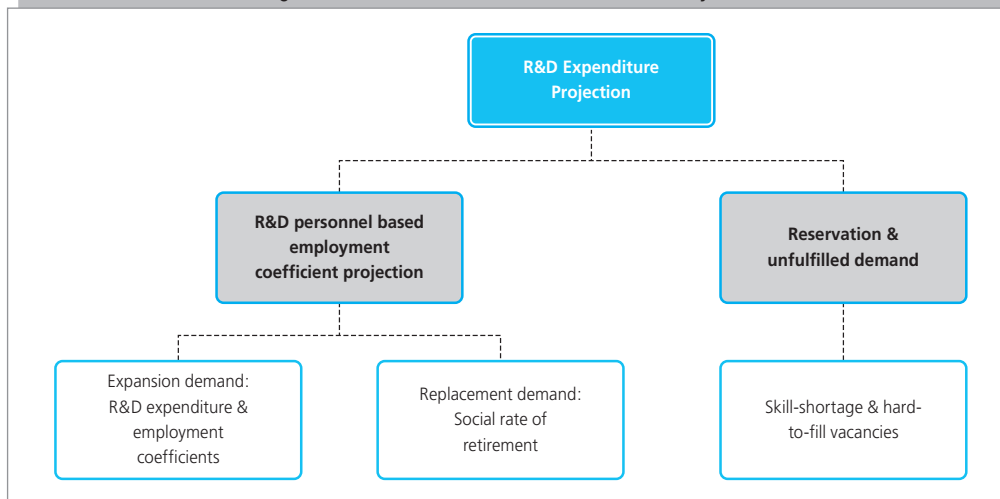 R&D Expenditure
Projection
R&D personnel based
employment
coefficient projection
Reservation &
unfulfilled demand
Expansion demand:
R&D expenditure &
employment
coefficients
Replacement demand:
Social rate of
retirement
Skill-shortage & hard-
to-fill vacancies